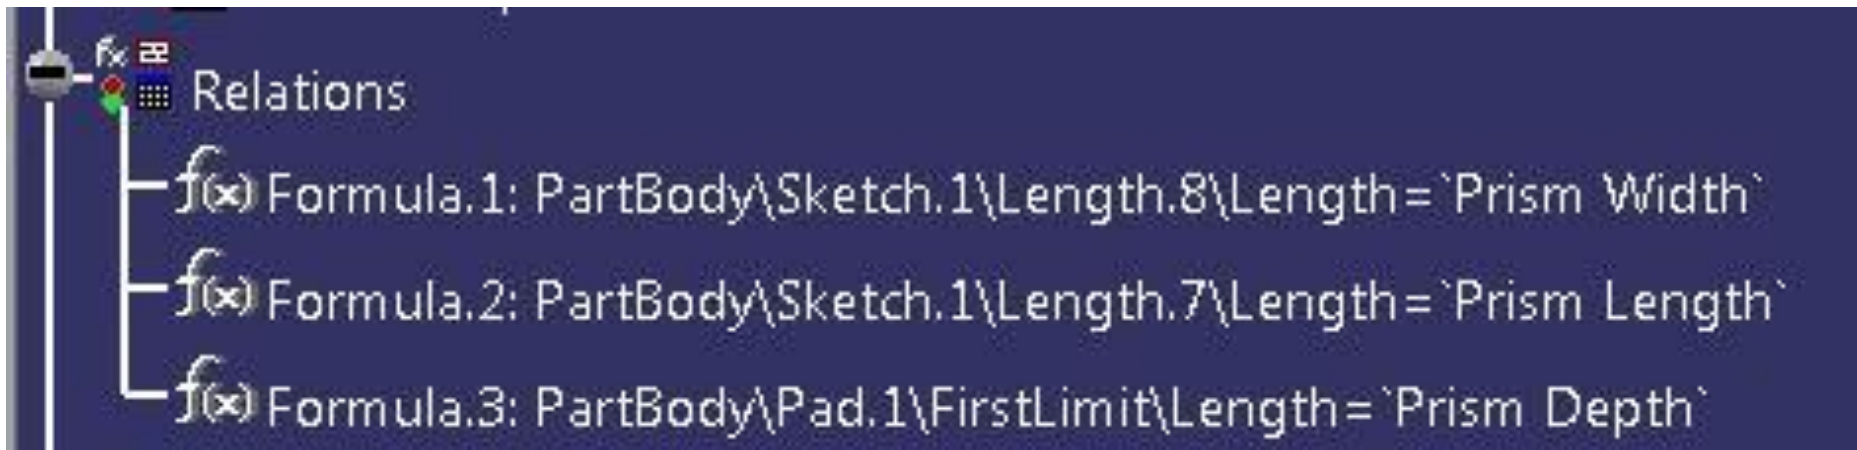 Relations
Formula.1: PartBody\Sketch.1\Length.8\Length=`Prism Width`
Formula.2: PartBody\Sketch.1\Length.7\Length=`Prism Length`
Formula.3: PartBody\Pad.1\FirstLimit\Length=`Prism Depth`